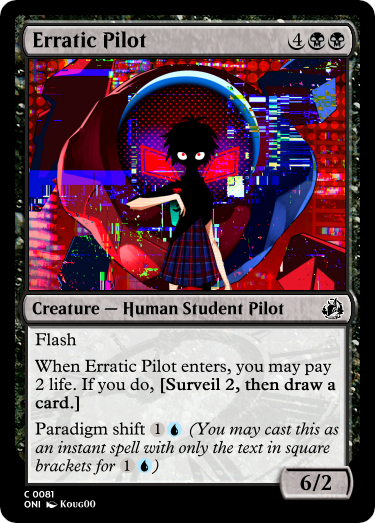 Erratic Pilot 4
Creature — Human Student Pilot
Flash
When Erratic Pilot enters, you may pay
2 life. If you do, [Surveil 2, then draw a
card.]
Paradigm shift 1 (You may cast this as
an instant spell with only the text in square
brackets for 1 )
6/2
C 0081
ONI KougOO